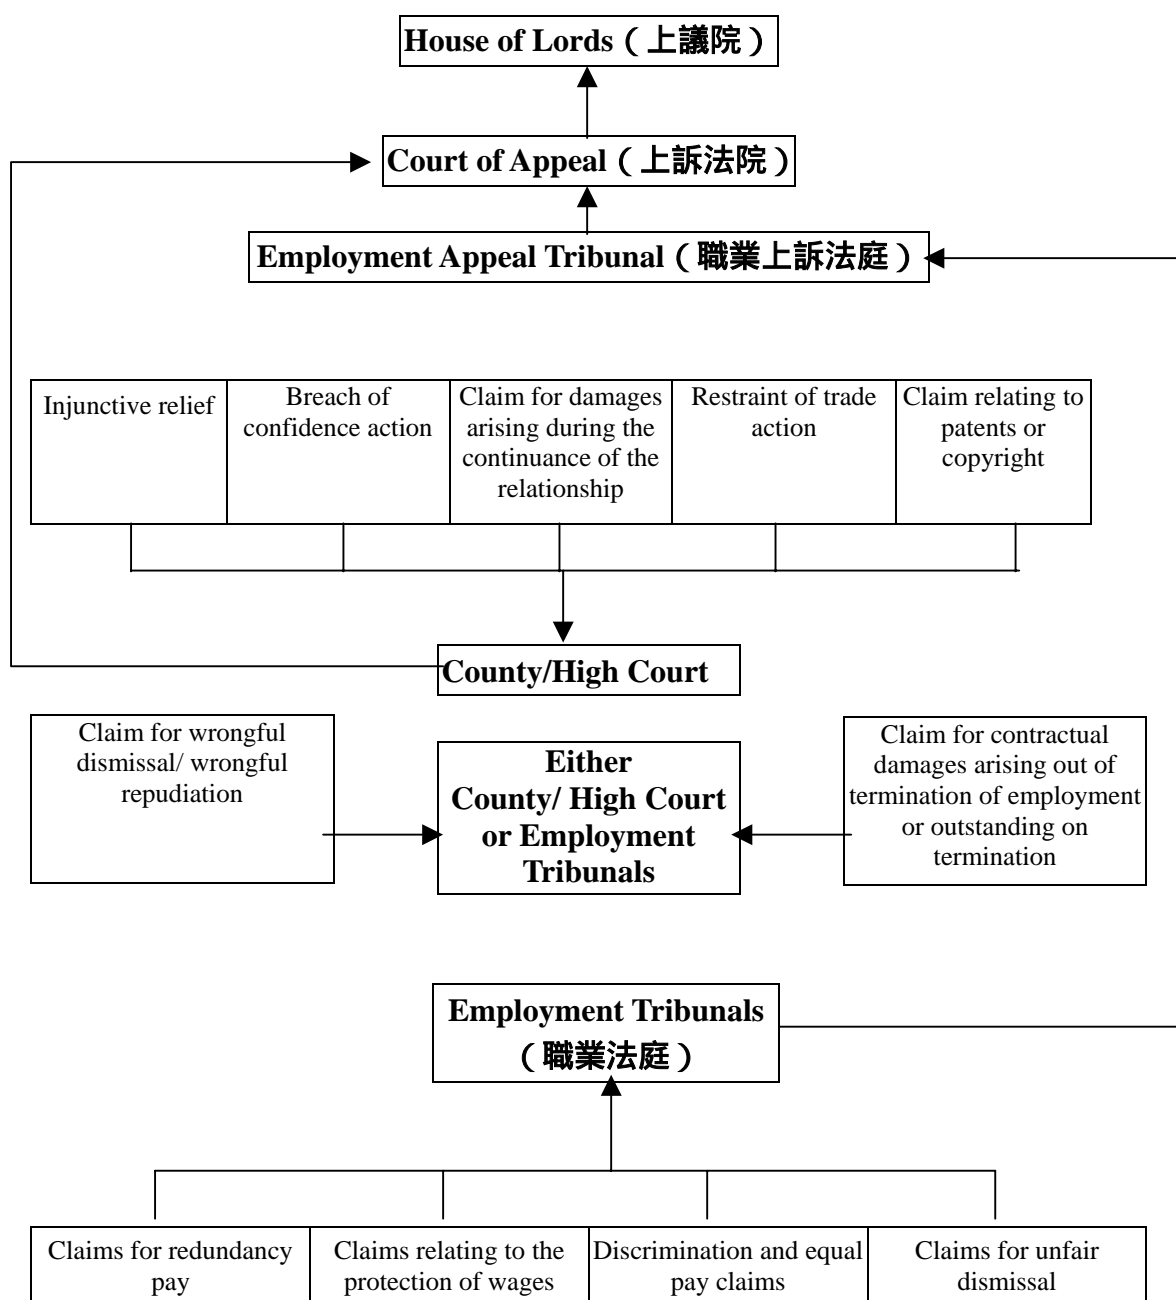 House of Lords（上議院）
Court of Appeal（上訴法院）
Employment Appeal Tribunal（職業上訴法庭）
Injunctive relief
Breach of
confidence action
Claim for damages
arising during the
continuance of the
relationship
Restraint of trade
action
Claim relating to
patents or
copyright
County/High Court
Claim for wrongful
dismissal/ wrongful
repudiation
Either
County/ High Court
or Employment
Tribunals
Claim for contractual
damages arising out of
termination of employment
or outstanding on
termination
Employment Tribunals
（職業法庭）
Claims for redundancy
pay
Claims relating to the
protection of wages
Discrimination and equal
pay claims
Claims for unfair
dismissal